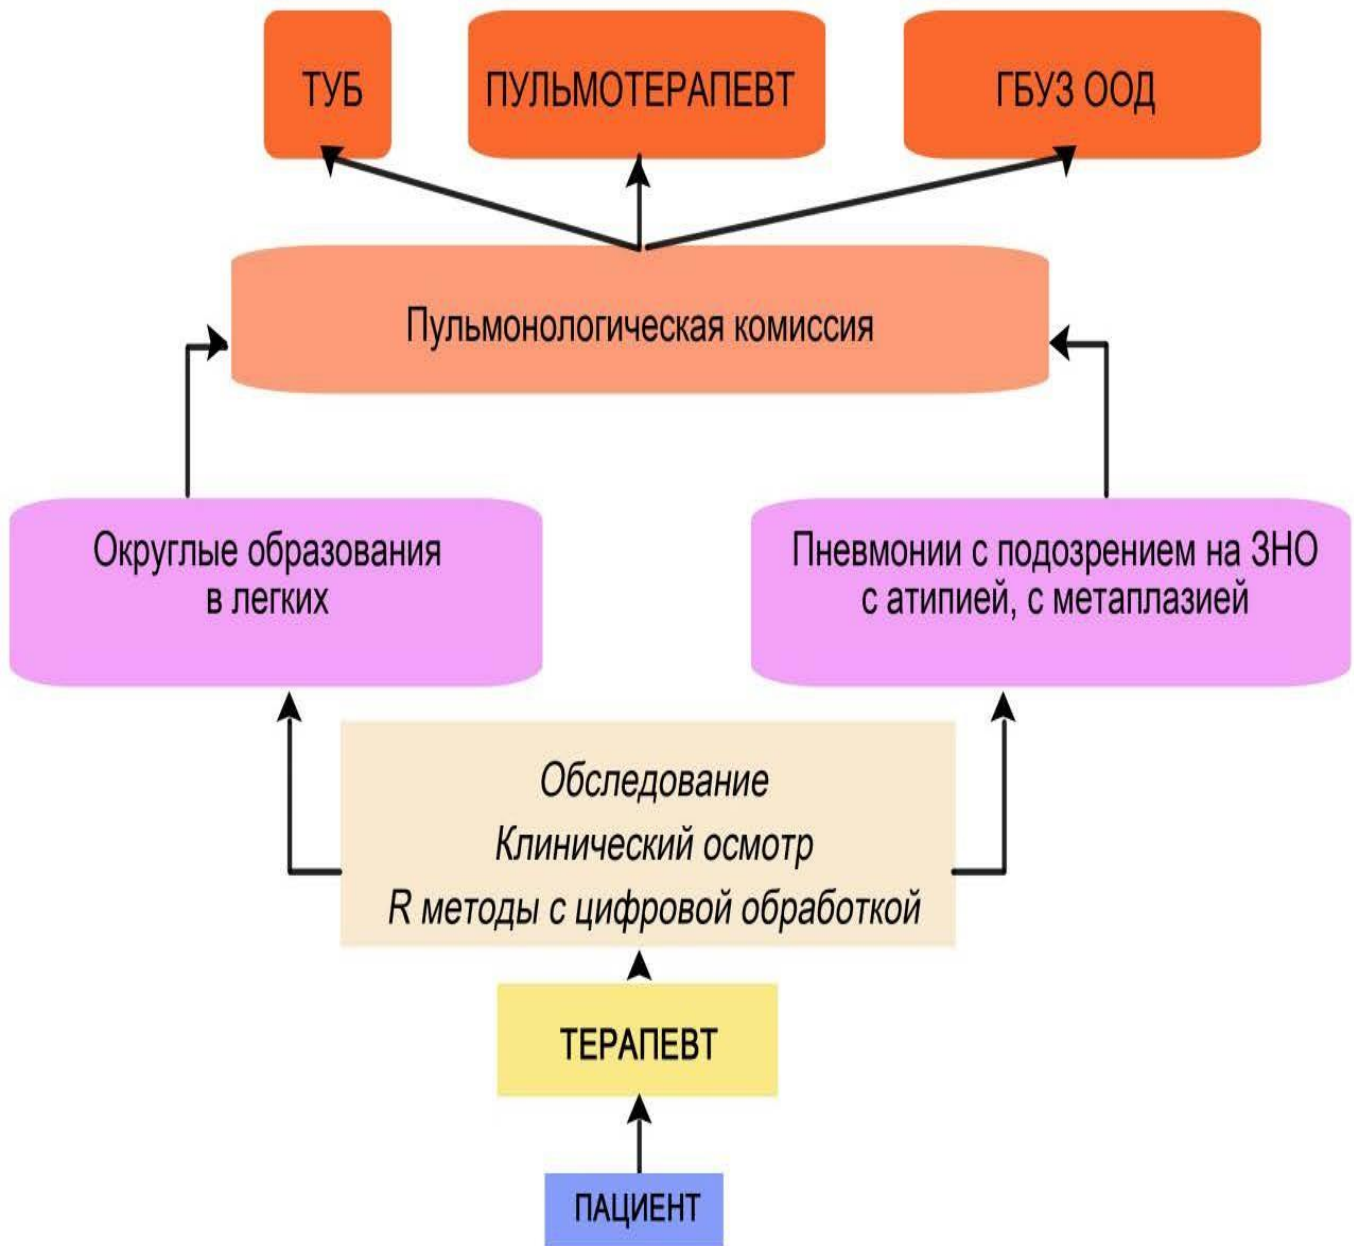 ТУБ
ПУЛЬМОТЕРАПЕВТ
ГБУЗ ООД
Пульмонологическая комиссия
Округлые образования
в легких
Пневмонии с подозрением на ЗНО
с атипией, с метаплазией
Обследование
Клинический осмотр
R методы с цифровой обработкой
ТЕРАПЕВТ
ПАЦИЕНТ